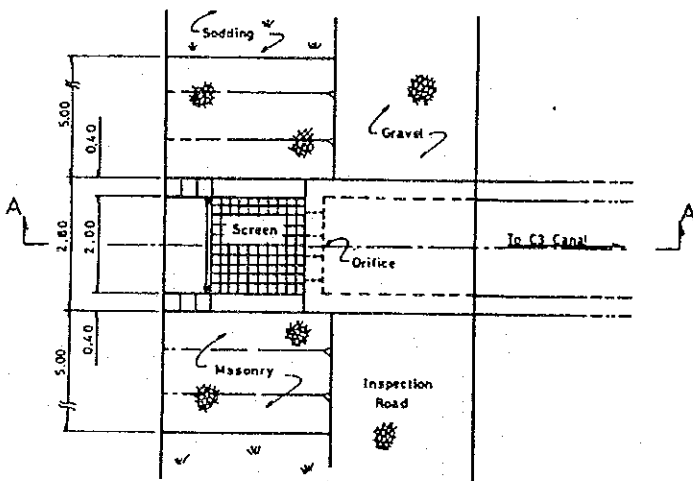 Sodding
5.00
Gravel
0.40
A
A
2.80
2.00
Screen
To C3 Canal
Orifice
0.40
5.00
Masonry
Inspection
Road